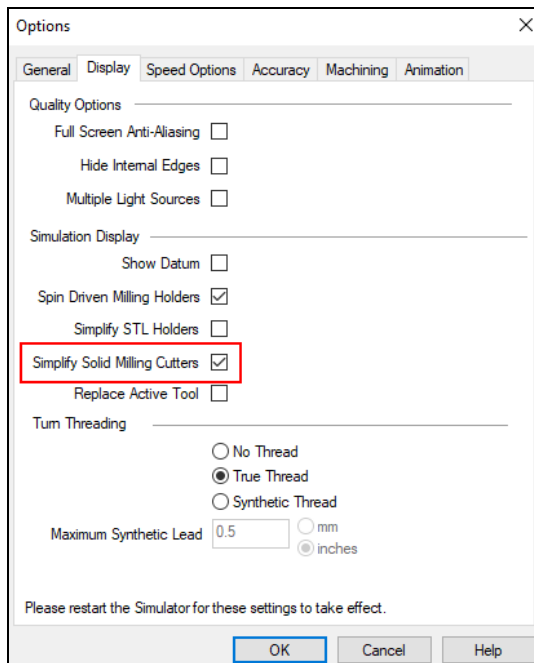 Options
General Display Speed Options Accuracy Machining Animation
Quality Options
Full Screen Anti-Aliasing
Hide Internal Edges
Multiple Light Sources
Simulation Display
Show Datum
Spin Driven Milling Holders
Simplify STL Holders
Simplify Solid Milling Cutters
Replace Active Tool
Turn Threading
No Thread
True Thread
Synthetic Thread
Maximum Synthetic Lead 0.5 mm
inches
Please restart the Simulator for these settings to take effect.
OK Cancel Help